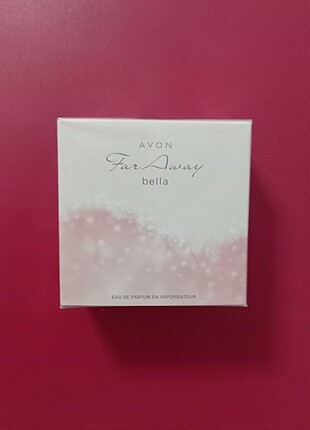 AVON
Far Away
bella
EAU DE PARFUM EN VAPORISATEUR